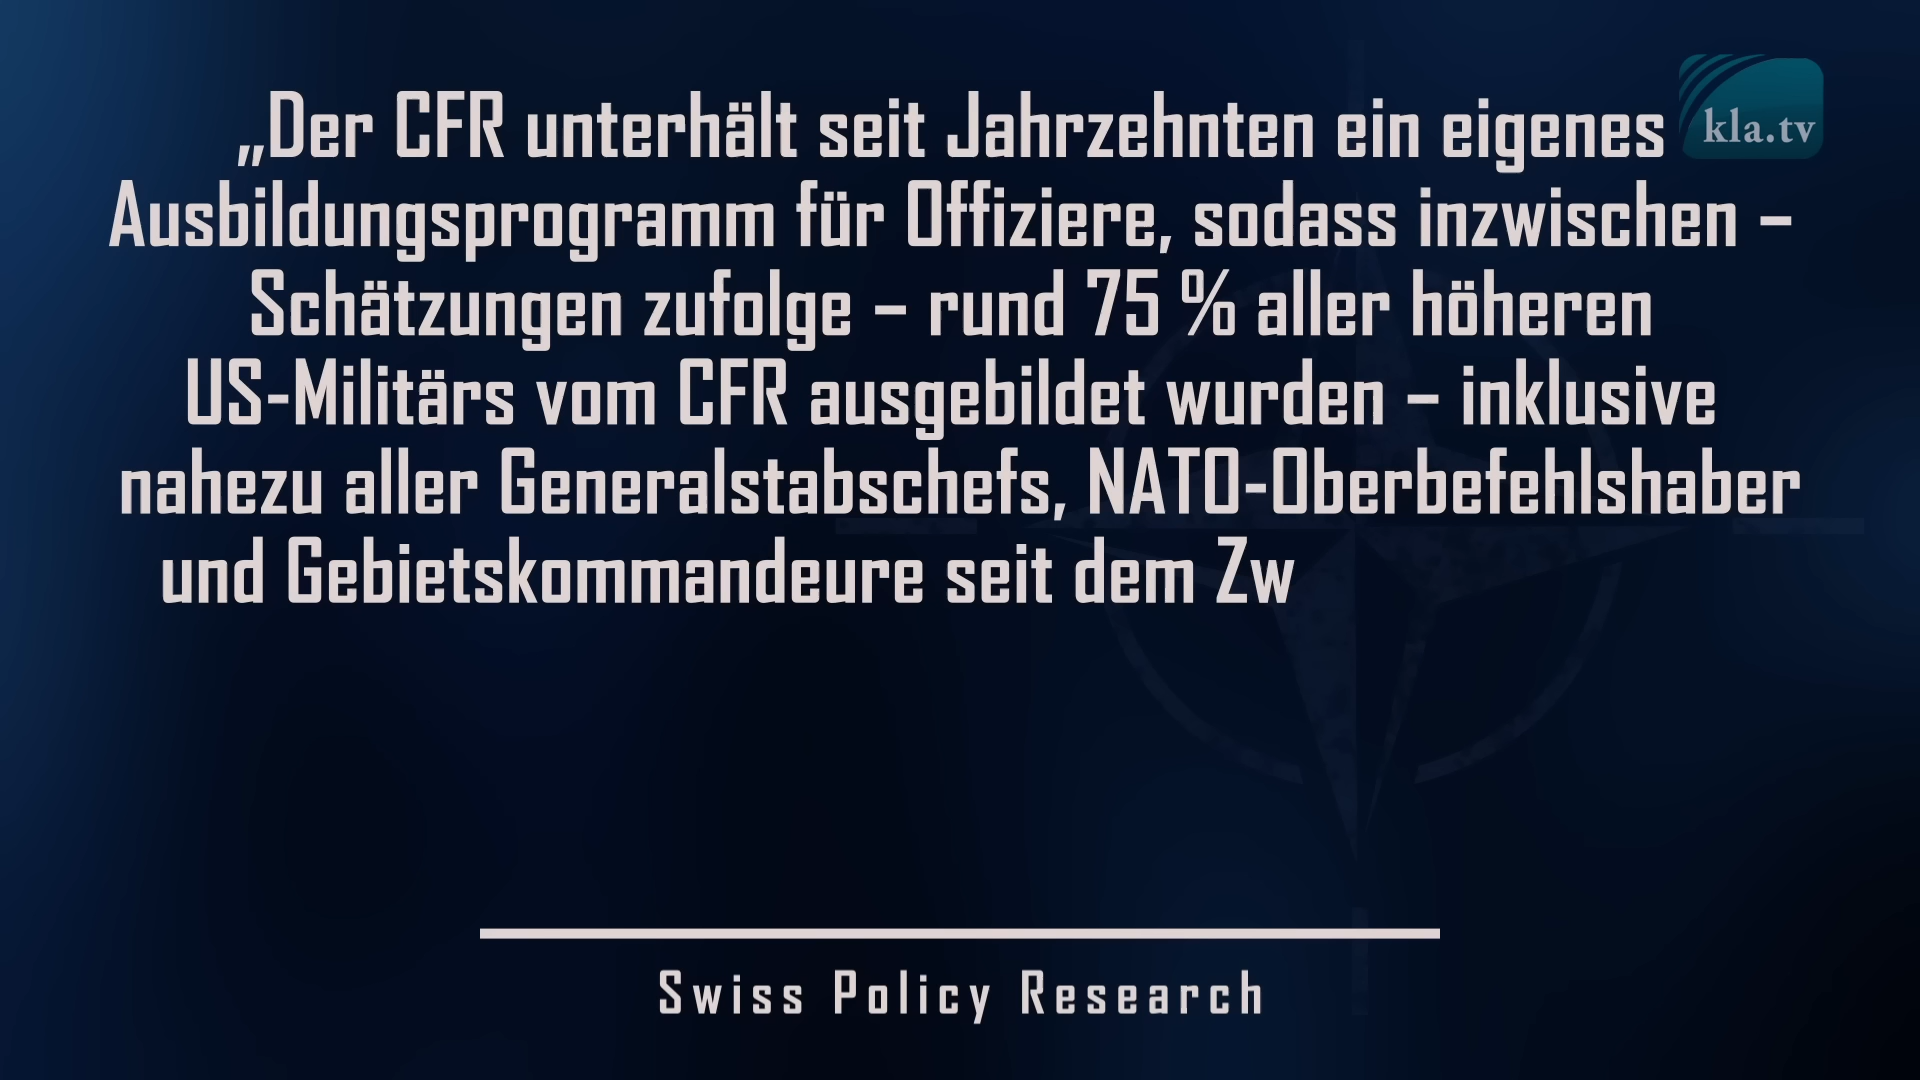 „Der CFR unterhält seit Jahrzehnten ein eigenes
kla.tv
Ausbildungsprogramm für Offiziere, sodass inzwischen –
Schätzungen zufolge – rund 75 % aller höheren
US-Militärs vom CFR ausgebildet wurden – inklusive
nahezu aller Generalstabschefs, NATO-Oberbefehlshaber
und Gebietskommandeure seit dem Zw
Swiss Policy Research